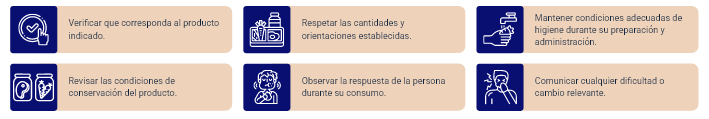 Verificar que corresponda al producto
indicado.
Respetar las cantidades y
orientaciones establecidas.
Mantener condiciones adecuadas de
higiene durante su preparación y
administración.
Revisar las condiciones de
conservación del producto.
Observar la respuesta de la persona
durante su consumo.
Comunicar cualquier dificultad o
cambio relevante.